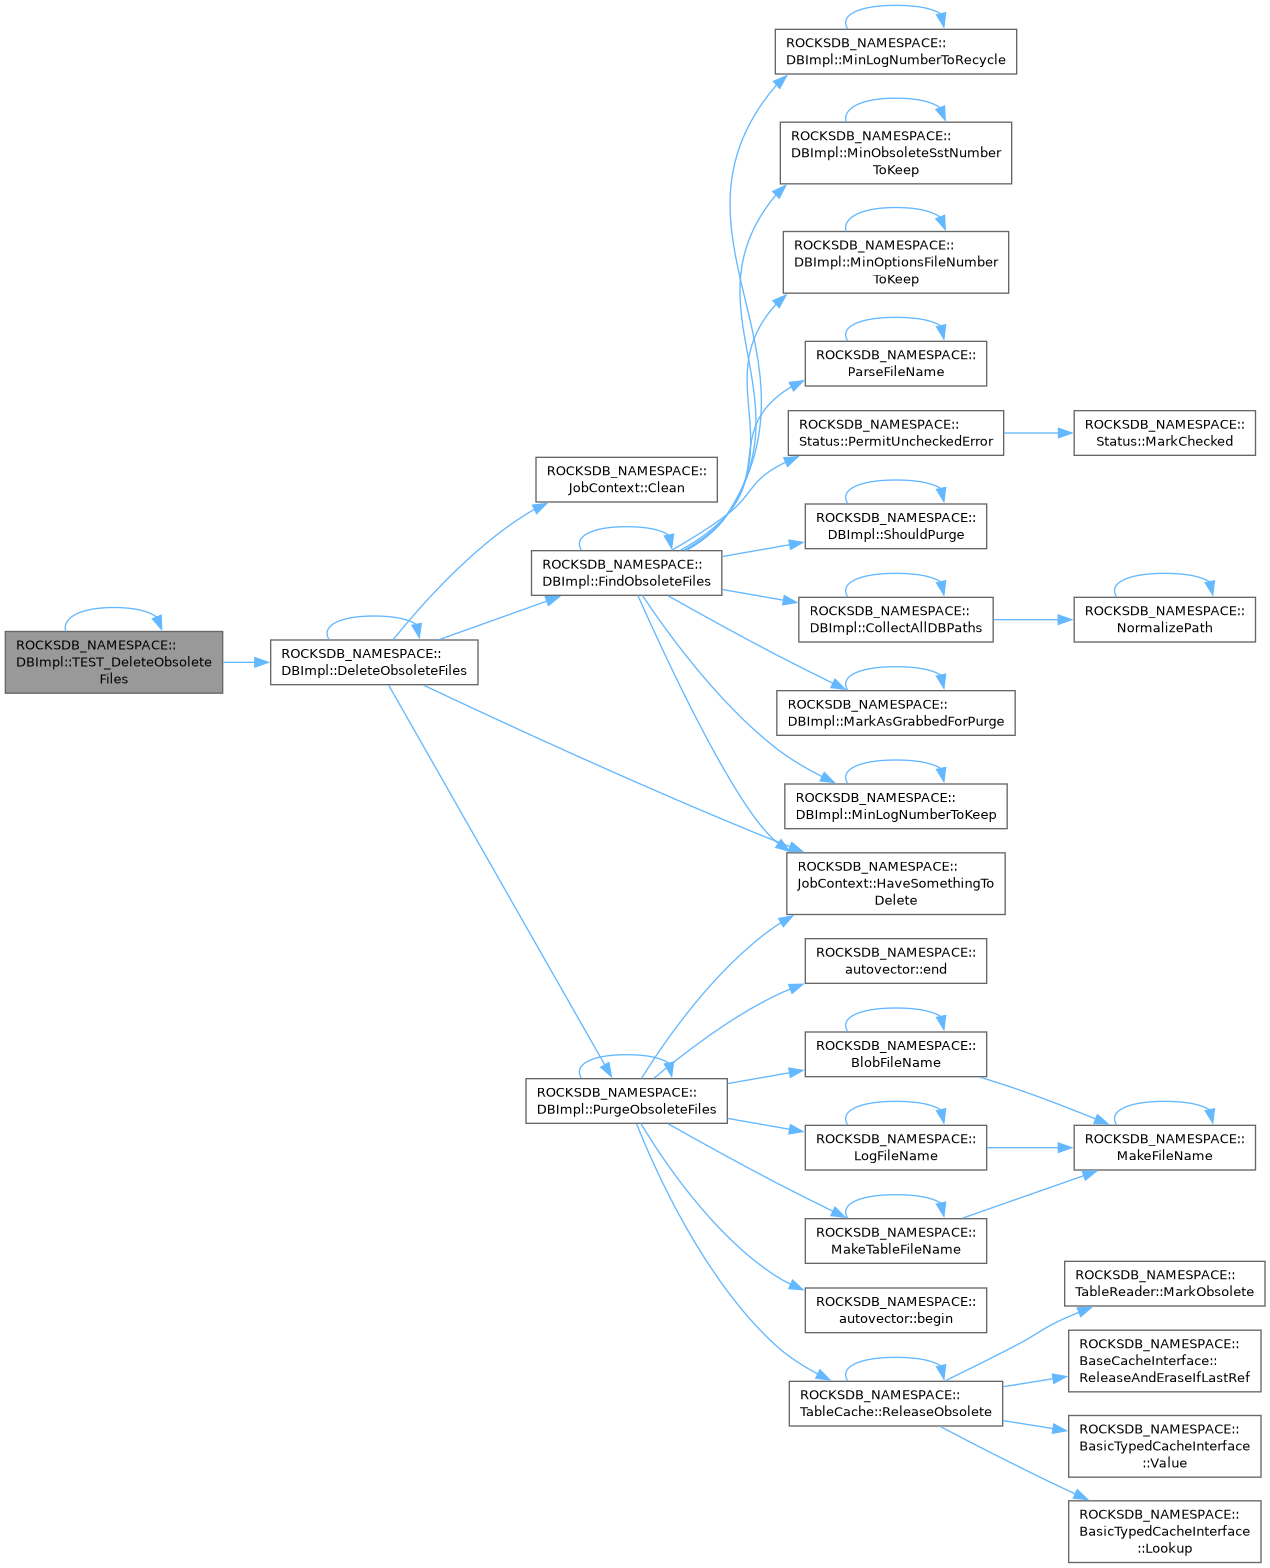 ROCKSDB_NAMESPACE::
DBImpl::MinLogNumberToRecycle
ROCKSDB_NAMESPACE::
DBImpl::MinObsoleteSstNumber
ToKeep
ROCKSDB_NAMESPACE::
DBImpl::MinOptionsFileNumber
ToKeep
ROCKSDB_NAMESPACE::
ParseFileName
ROCKSDB_NAMESPACE::
Status::PermitUncheckedError
ROCKSDB_NAMESPACE::
Status::MarkChecked
ROCKSDB_NAMESPACE::
JobContext::Clean
ROCKSDB_NAMESPACE::
DBImpl::ShouldPurge
ROCKSDB_NAMESPACE::
DBImpl::FindObsoleteFiles
ROCKSDB_NAMESPACE::
DBImpl::CollectAllDBPaths
ROCKSDB_NAMESPACE::
NormalizePath
ROCKSDB_NAMESPACE::
DBImpl::TEST_DeleteObsolete
Files
ROCKSDB_NAMESPACE::
DBImpl::DeleteObsoleteFiles
ROCKSDB_NAMESPACE::
DBImpl::MarkAsGrabbedForPurge
ROCKSDB_NAMESPACE::
DBImpl::MinLogNumberToKeep
ROCKSDB_NAMESPACE::
JobContext::HaveSomethingTo
Delete
ROCKSDB_NAMESPACE::
autovector::end
ROCKSDB_NAMESPACE::
BlobFileName
ROCKSDB_NAMESPACE::
DBImpl::PurgeObsoleteFiles
ROCKSDB_NAMESPACE::
LogFileName
ROCKSDB_NAMESPACE::
MakeFileName
ROCKSDB_NAMESPACE::
MakeTableFileName
ROCKSDB_NAMESPACE::
autovector::begin
ROCKSDB_NAMESPACE::
TableReader::MarkObsolete
ROCKSDB_NAMESPACE::
BaseCacheInterface::
ReleaseAndEraseIfLastRef
ROCKSDB_NAMESPACE::
TableCache::ReleaseObsolete
ROCKSDB_NAMESPACE::
BasicTypedCacheInterface
::Value
ROCKSDB_NAMESPACE::
BasicTypedCacheInterface
::Lookup